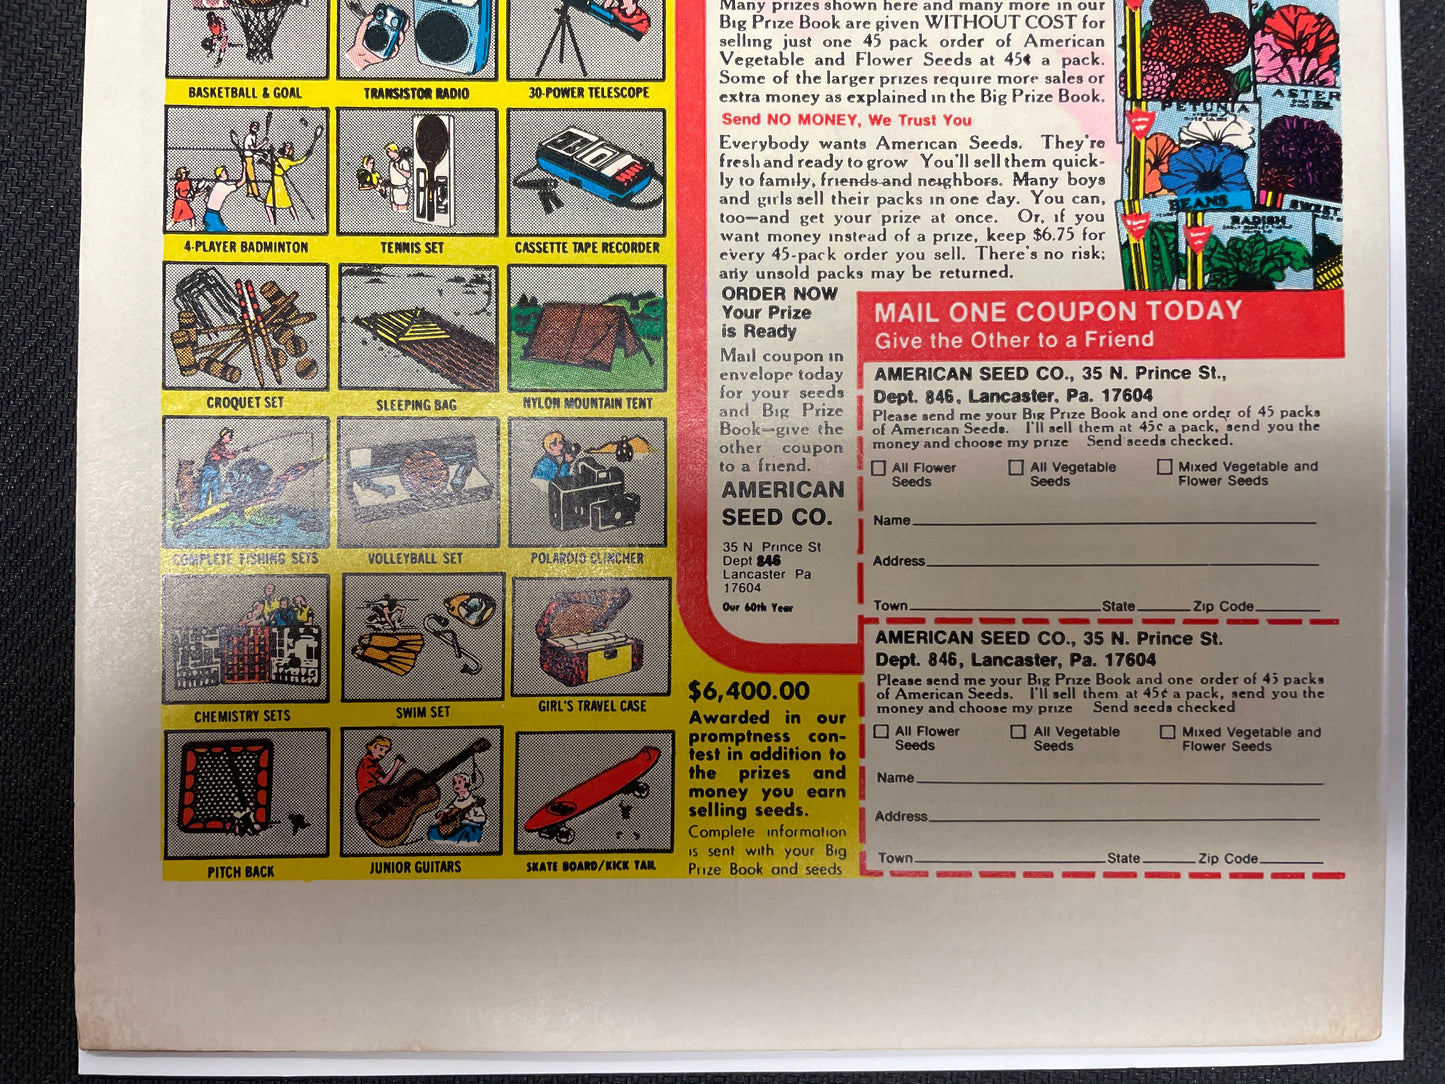 BASKETBALL & GOAL
TRANSISTOR RADIO
30-POWER TELESCOPE
4-PLAYER BADMINTON
TENNIS SET
CASSETTE TAPE RECORDER
CROQUET SET
SLEEPING BAG
NYLON MOUNTAIN TENT
COMPLETE FISHING SETS
VOLLEYBALL SET
POLAROID CLINCHER
CHEMISTRY SETS
SWIM SET
GIRL'S TRAVEL CASE
PITCH BACK
JUNIOR GUITARS
SKATE BOARD/KICK TAIL
Many prizes shown here and many more in our
Big Prize Book are given WITHOUT COST for
selling just one 45 pack order of American
Vegetable and Flower Seeds at 45¢ a pack.
Some of the larger prizes require more sales or
extra money as explained in the Big Prize Book.
Send NO MONEY, We Trust You
Everybody wants American Seeds. They're
fresh and ready to grow You'll sell them quick-
ly to family, friends and neighbors. Many boys
and girls sell their packs in one day. You can,
too—and get your prize at once. Or, if you
want money instead of a prize, keep $6.75 for
every 45-pack order you sell. There's no risk;
any unsold packs may be returned.
ORDER NOW
Your Prize
is Ready
Mail coupon in
envelope today
for your seeds
and Big Prize
Book—give the
other coupon
to a friend.
AMERICAN
SEED CO.
35 N Prince St
Dept 846
Lancaster Pa
17604
Our 60th Year
$6,400.00
Awarded in our
promptness con-
test in addition to
the prizes and
money you earn
selling seeds.
Complete information
is sent with your Big
Prize Book and seeds
ASTER
PETUNIA
BEANS
RADISH
SWEET
MAIL ONE COUPON TODAY
Give the Other to a Friend
AMERICAN SEED CO., 35 N. Prince St.,
Dept. 846, Lancaster, Pa. 17604
Please send me your Big Prize Book and one order of 45 packs
of American Seeds. I'll sell them at 45¢ a pack, send you the
money and choose my prize Send seeds checked.
All Flower Seeds
All Vegetable Seeds
Mixed Vegetable and Flower Seeds
Name
Address
Town State Zip Code
AMERICAN SEED CO., 35 N. Prince St.
Dept. 846, Lancaster, Pa. 17604
Please send me your Big Prize Book and one order of 45 packs
of American Seeds. I'll sell them at 45¢ a pack, send you the
money and choose my prize Send seeds checked
All Flower Seeds
All Vegetable Seeds
Mixed Vegetable and Flower Seeds
Name
Address
Town State Zip Code